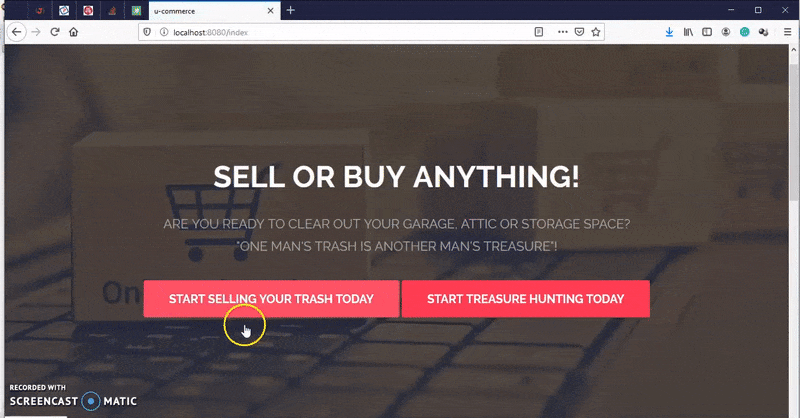 u-commerce
localhost:8080/index
SELL OR BUY ANYTHING!
ARE YOU READY TO CLEAR OUT YOUR GARAGE, ATTIC OR STORAGE SPACE?
"ONE MAN'S TRASH IS ANOTHER MAN'S TREASURE"!
START SELLING YOUR TRASH TODAY
START TREASURE HUNTING TODAY
On
RECORDED WITH
SCREENCAST MATIC